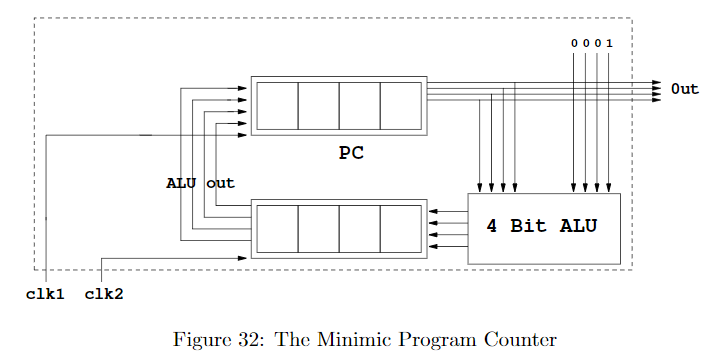 0 0 0 1
Out
PC
ALU out
4 Bit ALU
clk1 clk2
Figure 32: The Minimic Program Counter